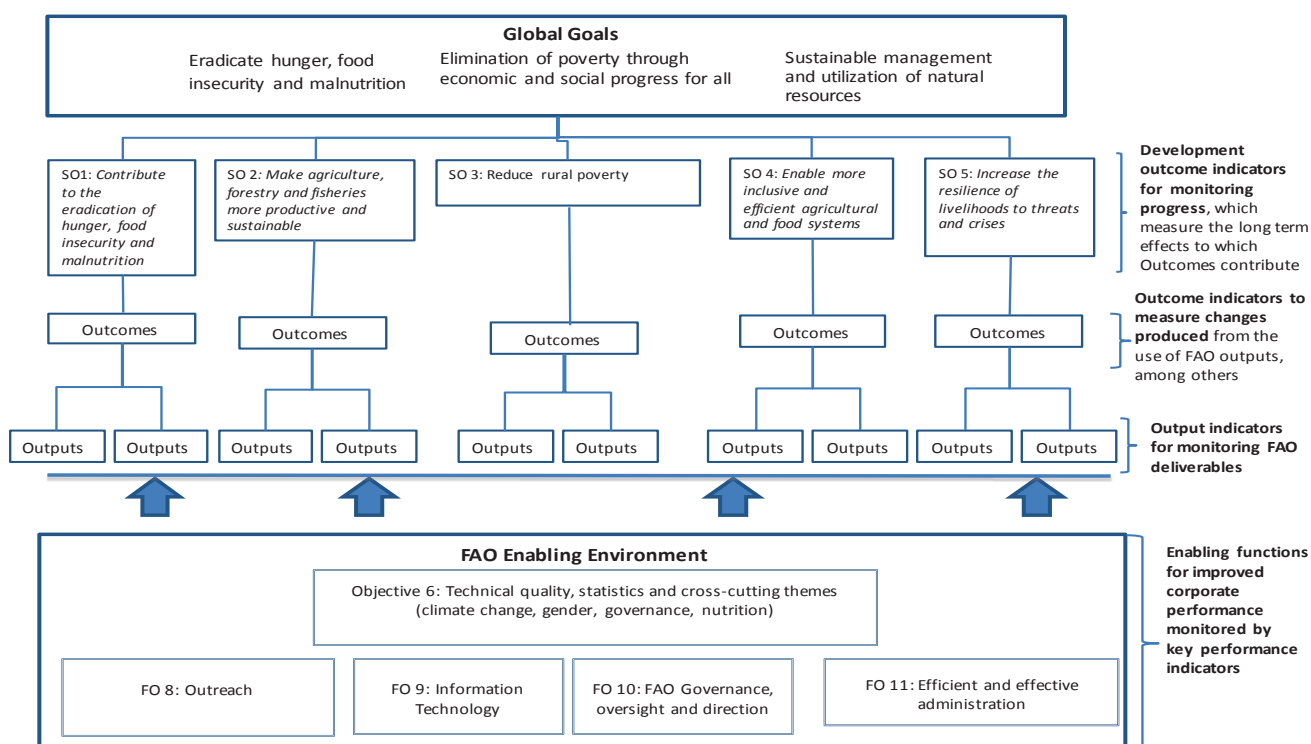 Global Goals
Eradicate hunger, food
insecurity and malnutrition
Elimination of poverty through
economic and social progress for all
Sustainable management
and utilization of natural
resources
SO1: Contribute to the
eradication of
hunger, food
insecurity and
malnutrition
SO 2: Make agriculture,
forestry and fisheries
more productive and
sustainable
SO 3: Reduce rural poverty
SO 4: Enable more
inclusive and
efficient agricultural
and food systems
SO 5: Increase the
resilience of
livelihoods to threats
and crises
Development
outcome indicators
for monitoring
progress, which
measure the long term
effects to which
Outcomes contribute
Outcomes
Outcomes
Outcomes
Outcomes
Outcomes
Outcome indicators to
measure changes
produced from the
use of FAO outputs,
among others
Outputs
Outputs
Outputs
Outputs
Outputs
Outputs
Outputs
Outputs
Outputs
Outputs
Output indicators
for monitoring FAO
deliverables
FAO Enabling Environment
Objective 6: Technical quality, statistics and cross-cutting themes
(climate change, gender, governance, nutrition)
FO 8: Outreach
FO 9: Information
Technology
FO 10: FAO Governance,
oversight and direction
FO 11: Efficient and effective
administration
Enabling functions
for improved
corporate
performance
monitored by
key performance
indicators